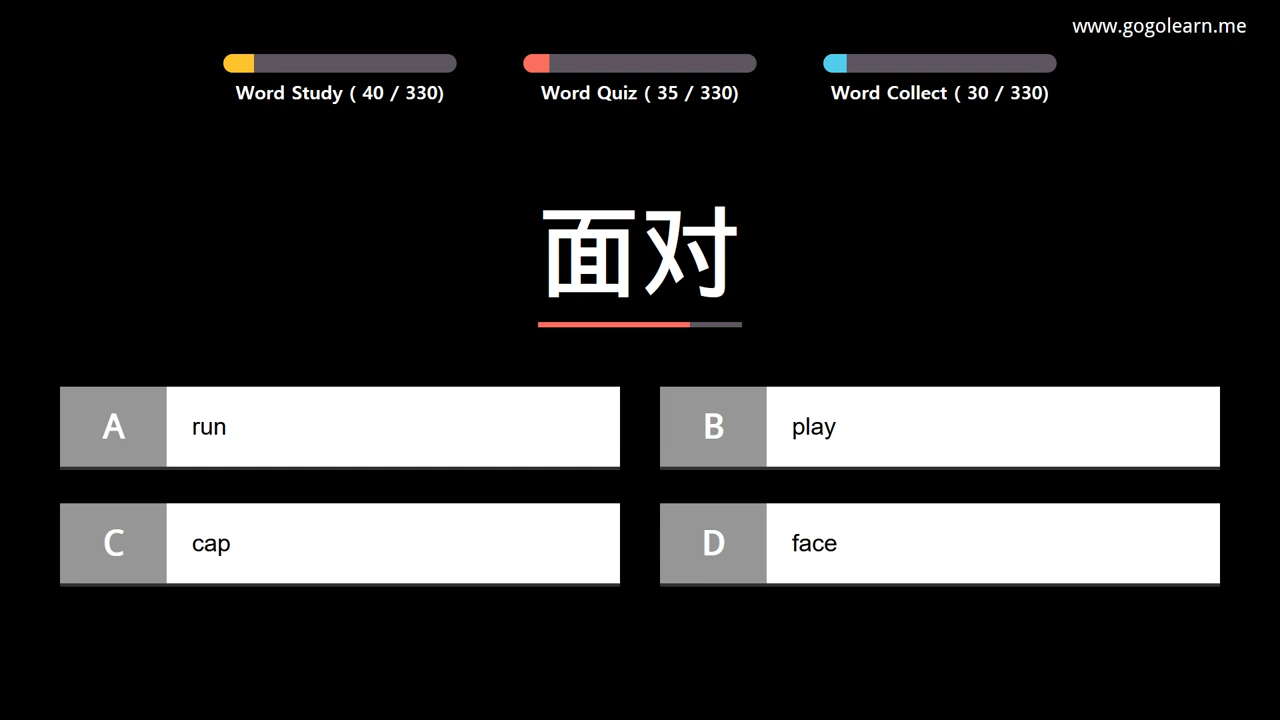 www.gogolearn.me
Word Study ( 40 / 330)
Word Quiz ( 35 / 330)
Word Collect ( 30 / 330)
面对
A run
B play
C cap
D face